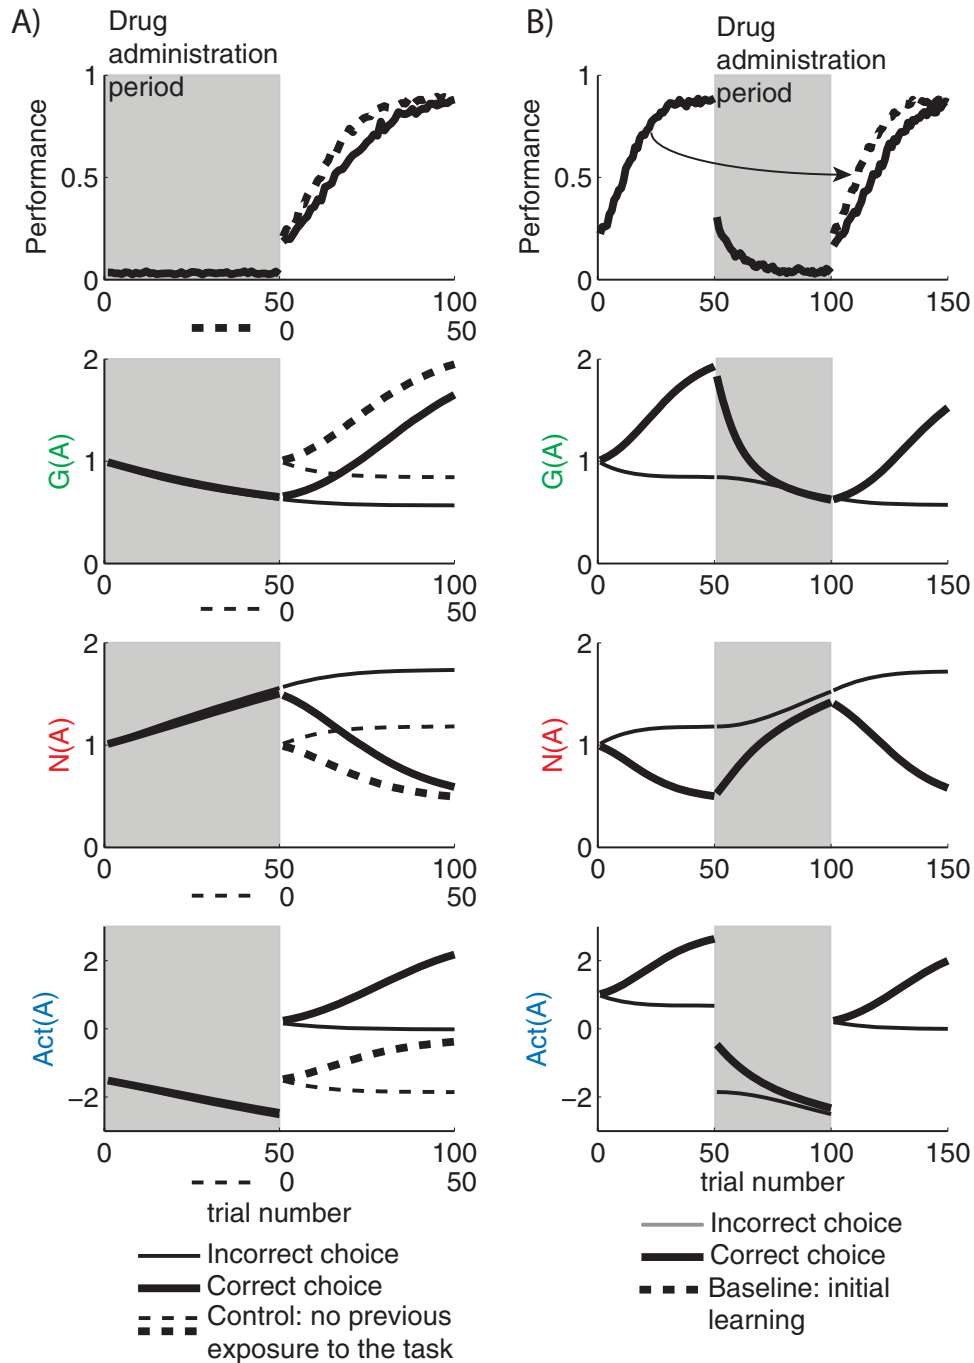 A)
Drug
administration
period
1
0.5
0
Performance
0 50 100
0 50
2
1
0
G(A)
0 50 100
0 50
2
1
0
N(A)
0 50 100
0 50
2
0
−2
Act(A)
0 50 100
0 50
trial number
Incorrect choice
Correct choice
Control: no previous
exposure to the task
B)
Drug
administration
period
1
0.5
0
Performance
0 50 100 150
2
1
0
G(A)
0 50 100 150
2
1
0
N(A)
0 50 100 150
2
0
−2
Act(A)
0 50 100 150
trial number
Incorrect choice
Correct choice
Baseline: initial
learning